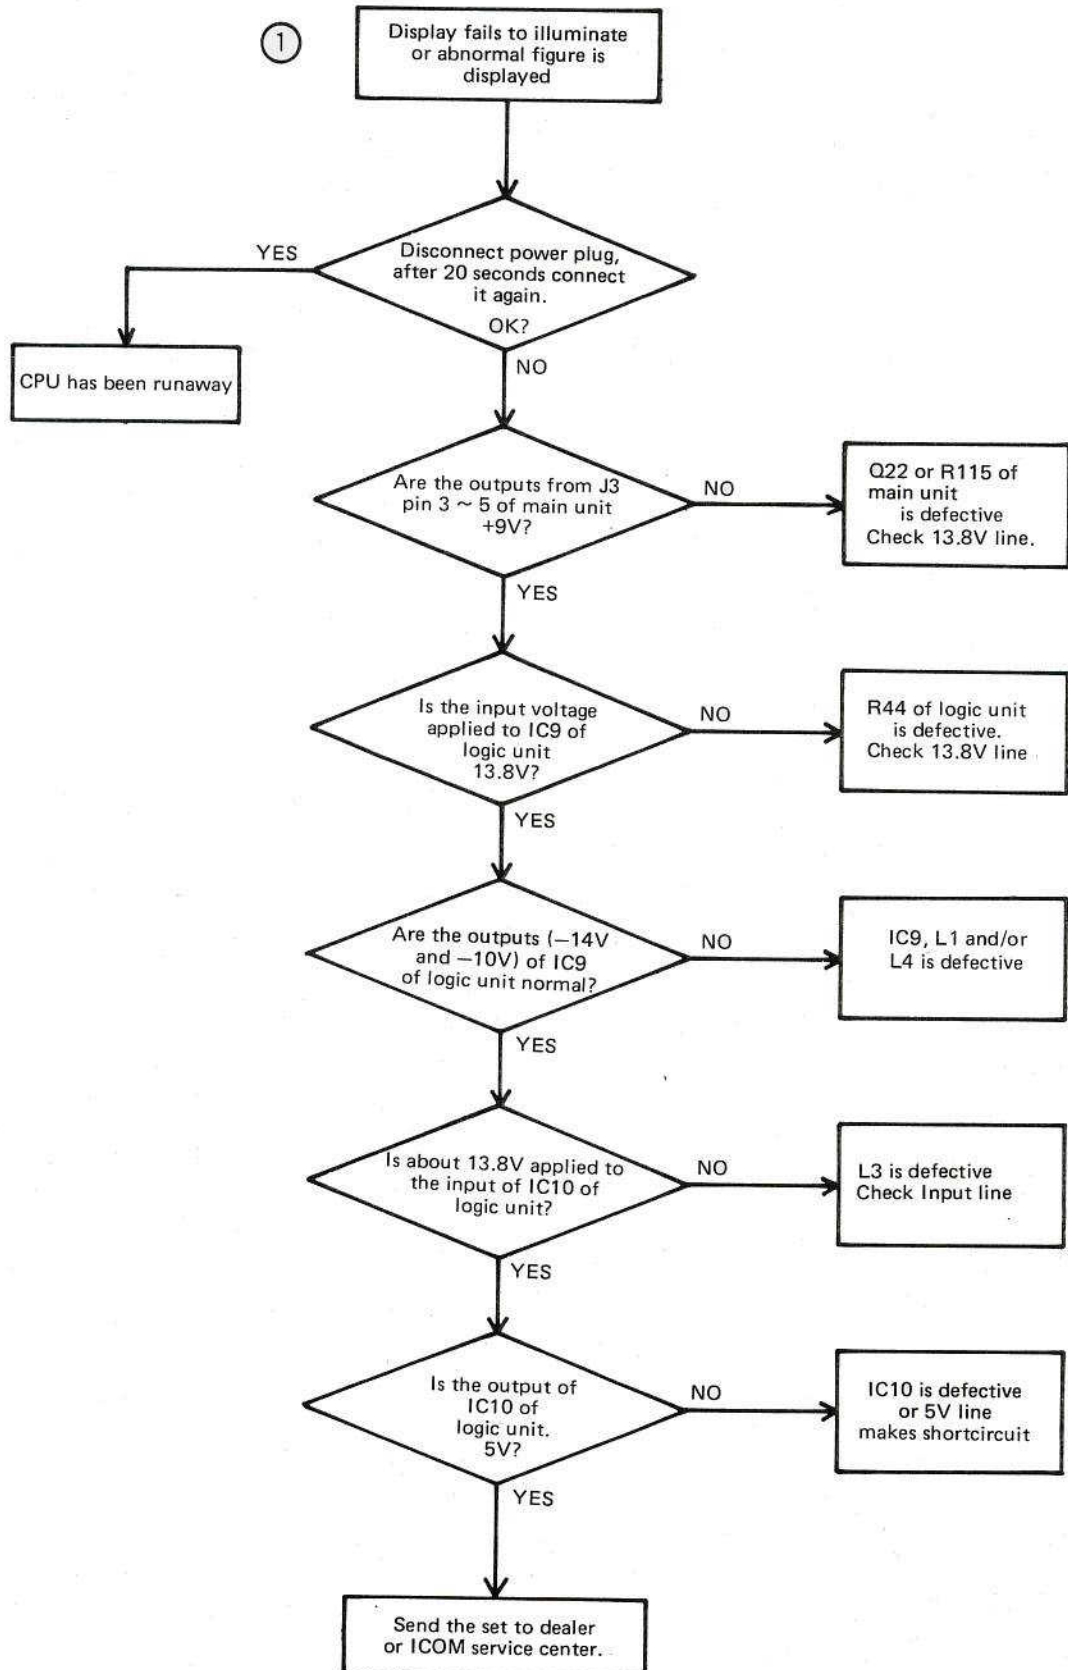 1
Display fails to illuminate
or abnormal figure is
displayed
Disconnect power plug,
after 20 seconds connect
it again.
OK?
YES
CPU has been runaway
NO
Are the outputs from J3
pin 3 ~ 5 of main unit
+9V?
NO
Q22 or R115 of
main unit
is defective
Check 13.8V line.
YES
Is the input voltage
applied to IC9 of
logic unit
13.8V?
NO
R44 of logic unit
is defective.
Check 13.8V line
YES
Are the outputs (−14V
and −10V) of IC9
of logic unit normal?
NO
IC9, L1 and/or
L4 is defective
YES
Is about 13.8V applied to
the input of IC10 of
logic unit?
NO
L3 is defective
Check Input line
YES
Is the output of
IC10 of
logic unit.
5V?
NO
IC10 is defective
or 5V line
makes shortcircuit
YES
Send the set to dealer
or ICOM service center.